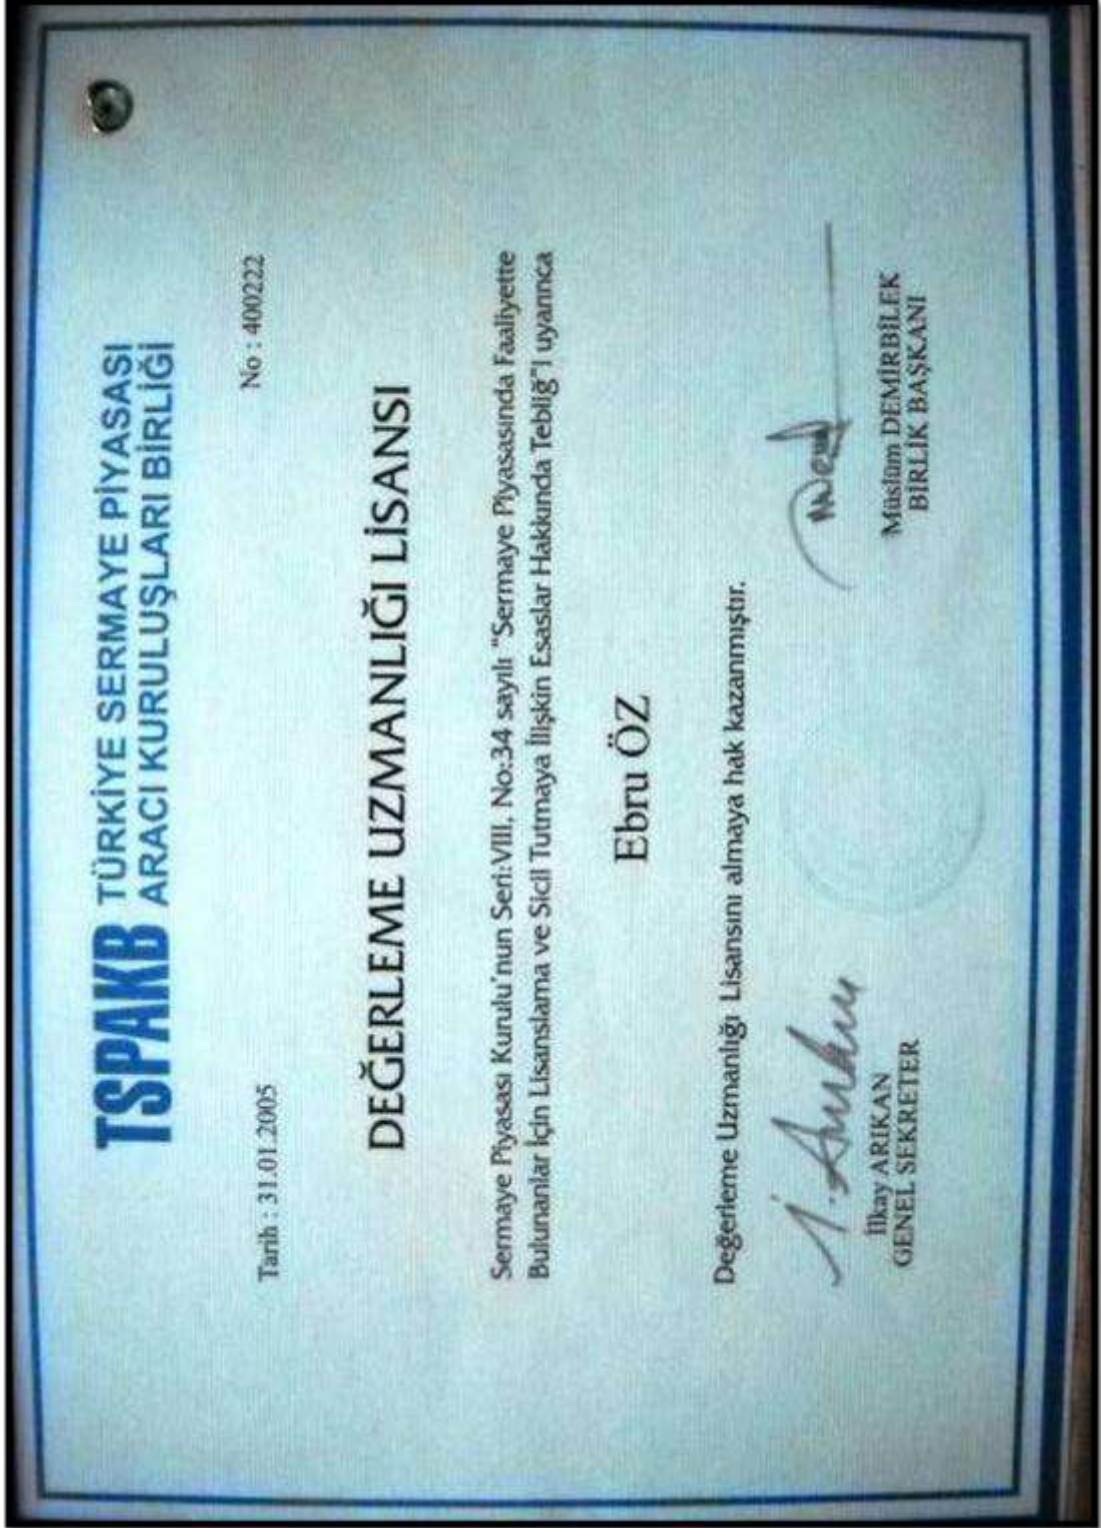 TSPAKB TÜRKİYE SERMAYE PİYASASI
ARACI KURULUŞLARI BİRLİĞİ
Tarih : 31.01.2005 No : 400222
DEĞERLEME UZMANLIĞI LİSANSI
Sermaye Piyasası Kurulu'nun Seri:VIII, No:34 sayılı "Sermaye Piyasasında Faaliyette
Bulunanlar İçin Lisanslama ve Sicil Tutmaya İlişkin Esaslar Hakkında Tebliğ"i uyarınca
Ebru ÖZ
Değerleme Uzmanlığı Lisansını almaya hak kazanmıştır.
İ. Arıkan
İlkay ARIKAN
GENEL SEKRETER
Müslüm DEMİRBİLEK
BİRLİK BAŞKANI